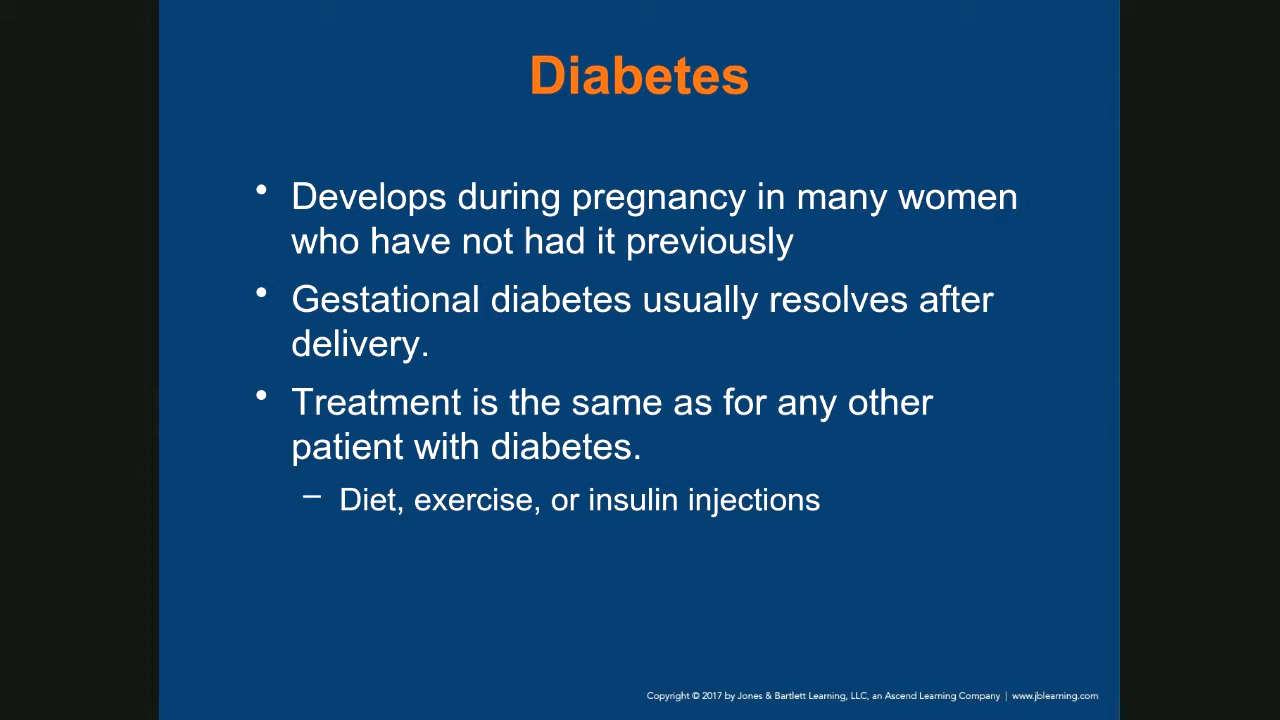 Diabetes
• Develops during pregnancy in many women
who have not had it previously
• Gestational diabetes usually resolves after
delivery.
• Treatment is the same as for any other
patient with diabetes.
– Diet, exercise, or insulin injections
Copyright © 2017 by Jones & Bartlett Learning, LLC, an Ascend Learning Company | www.jblearning.com